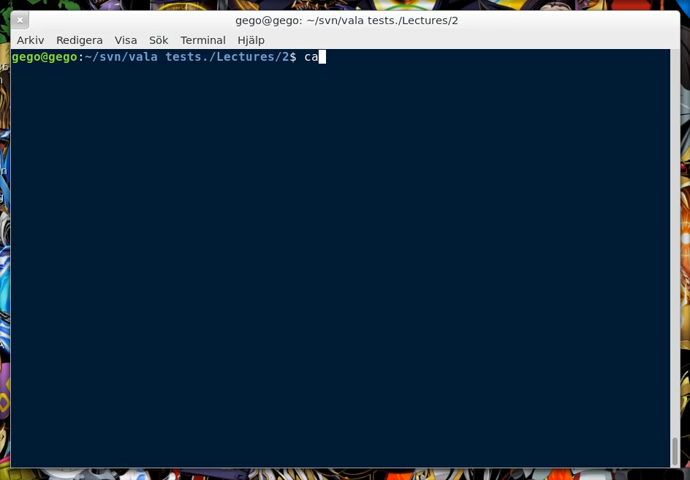 gego@gego: ~/svn/vala tests./Lectures/2
Arkiv Redigera Visa Sök Terminal Hjälp
gego@gego:~/svn/vala tests./Lectures/2$ ca